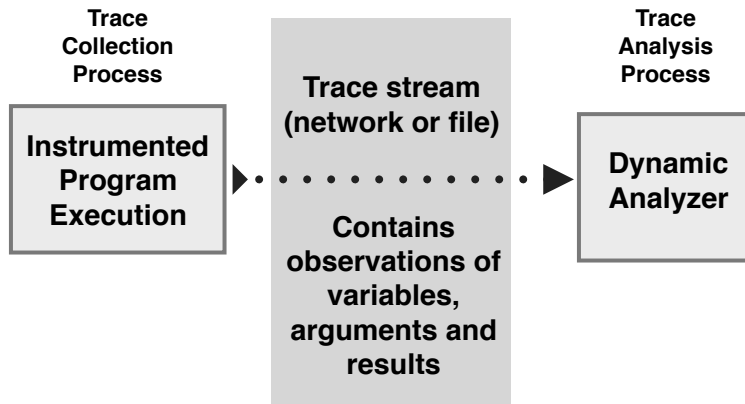 Trace
Collection
Process
Instrumented
Program
Execution
Trace stream
(network or file)
Contains
observations of
variables,
arguments and
results
Trace
Analysis
Process
Dynamic
Analyzer